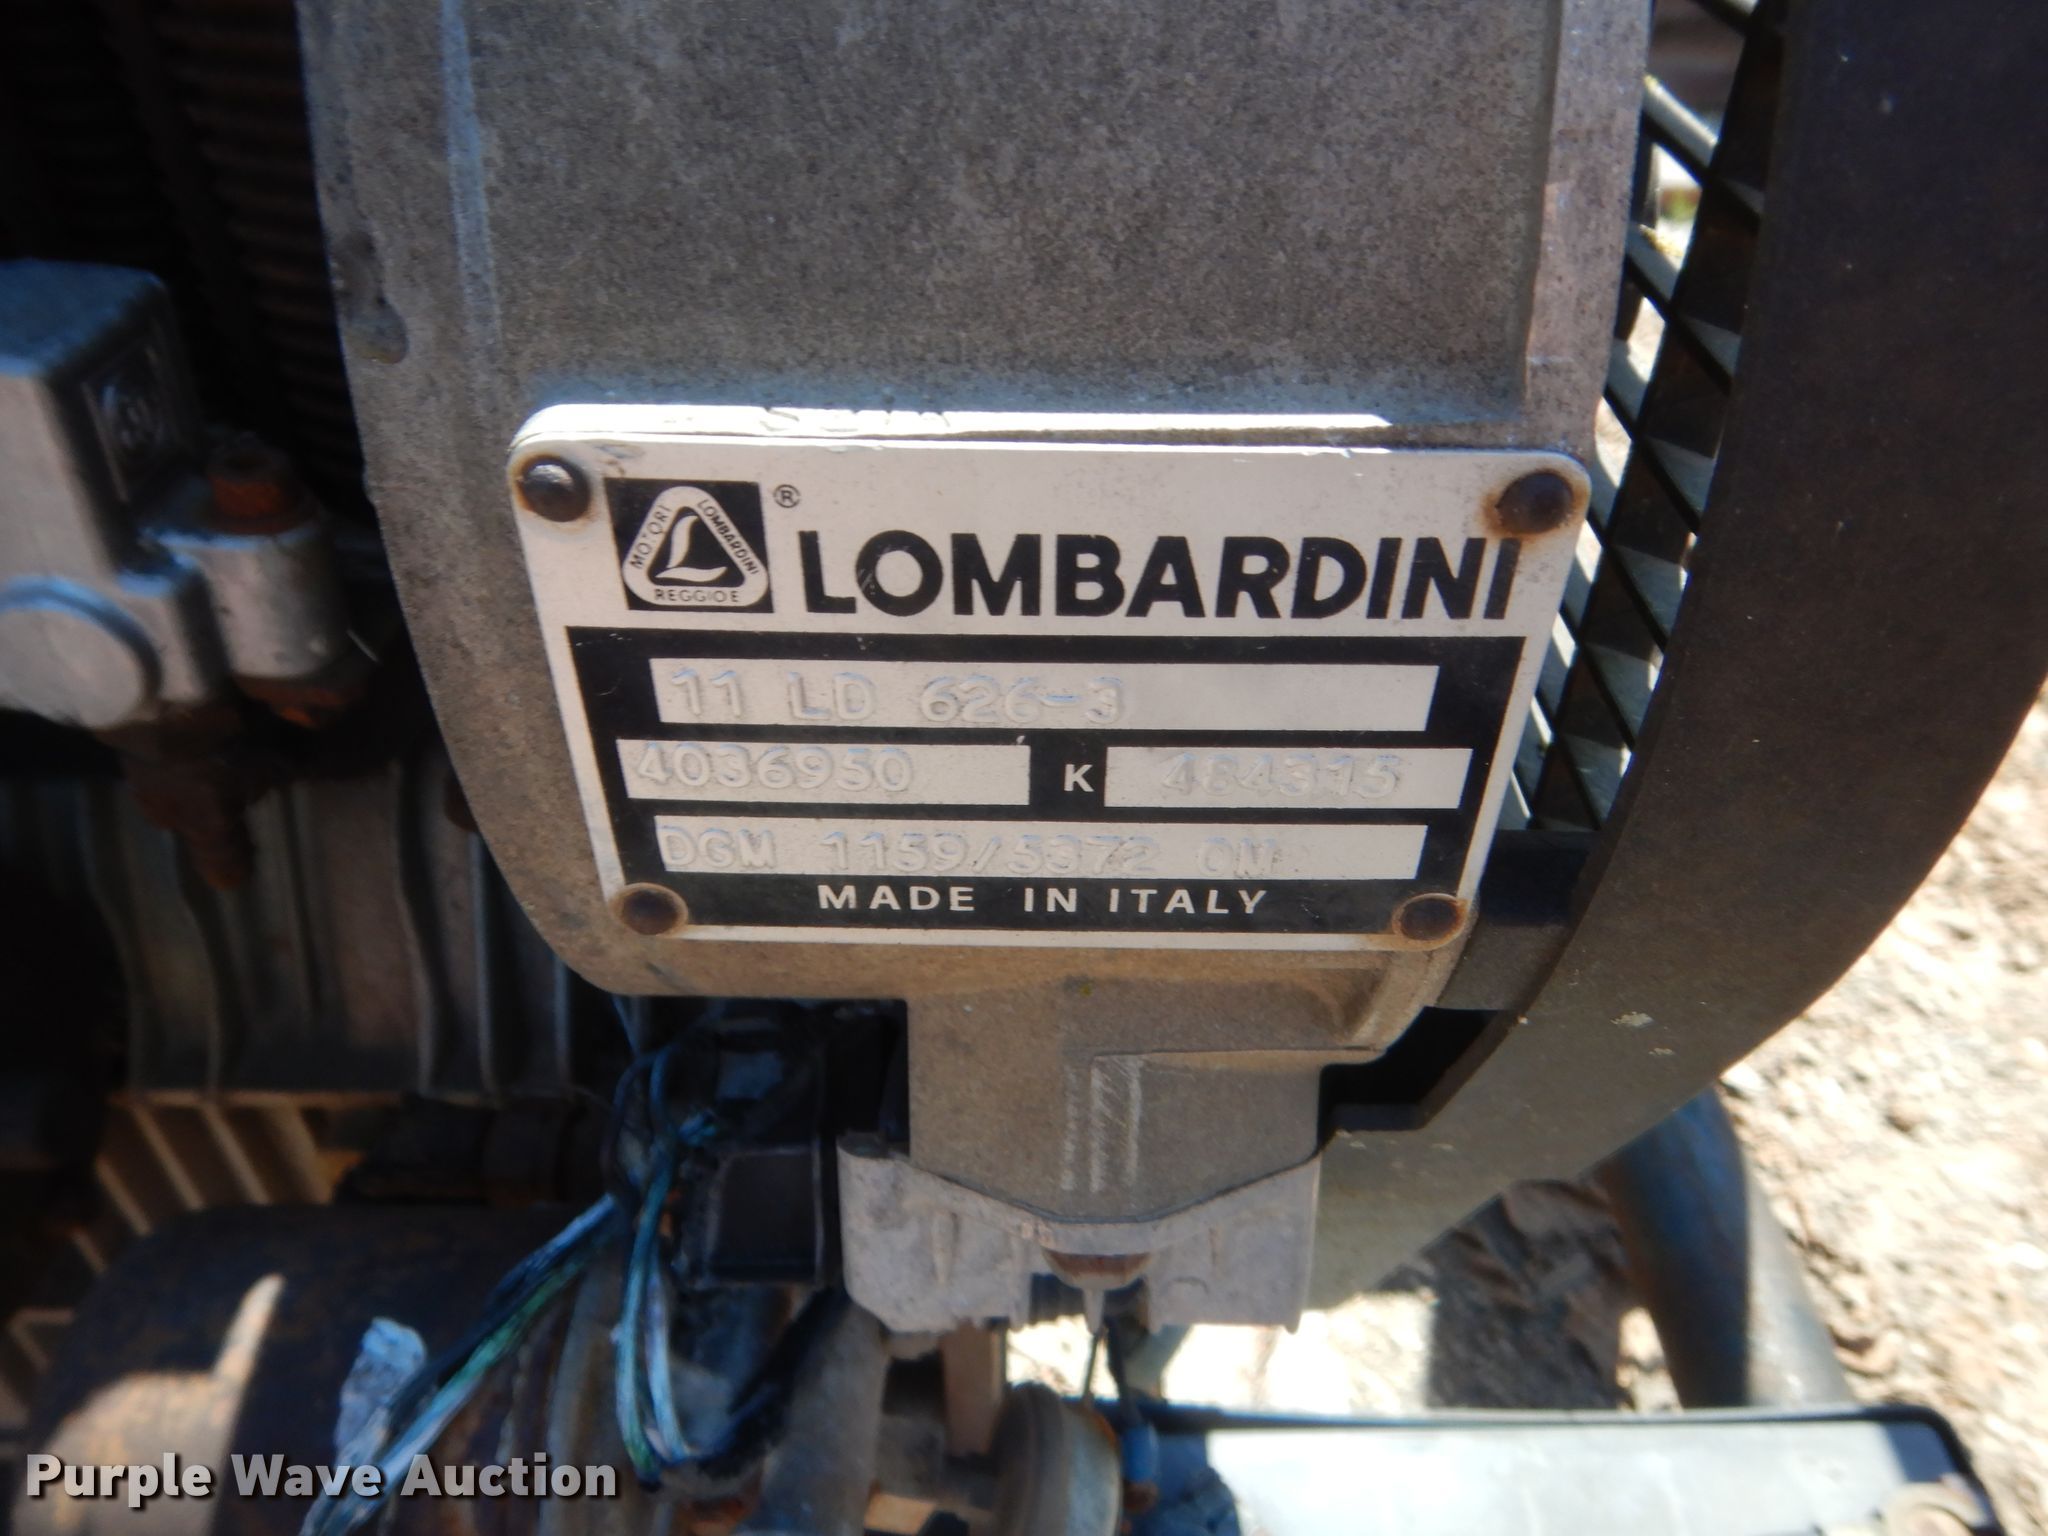 MOTORI LOMBARDINI
REGGIO E
® LOMBARDINI
11 LD 626-3
4036950 K 484315
DGM 1159/5372 OM
MADE IN ITALY
Purple Wave Auction